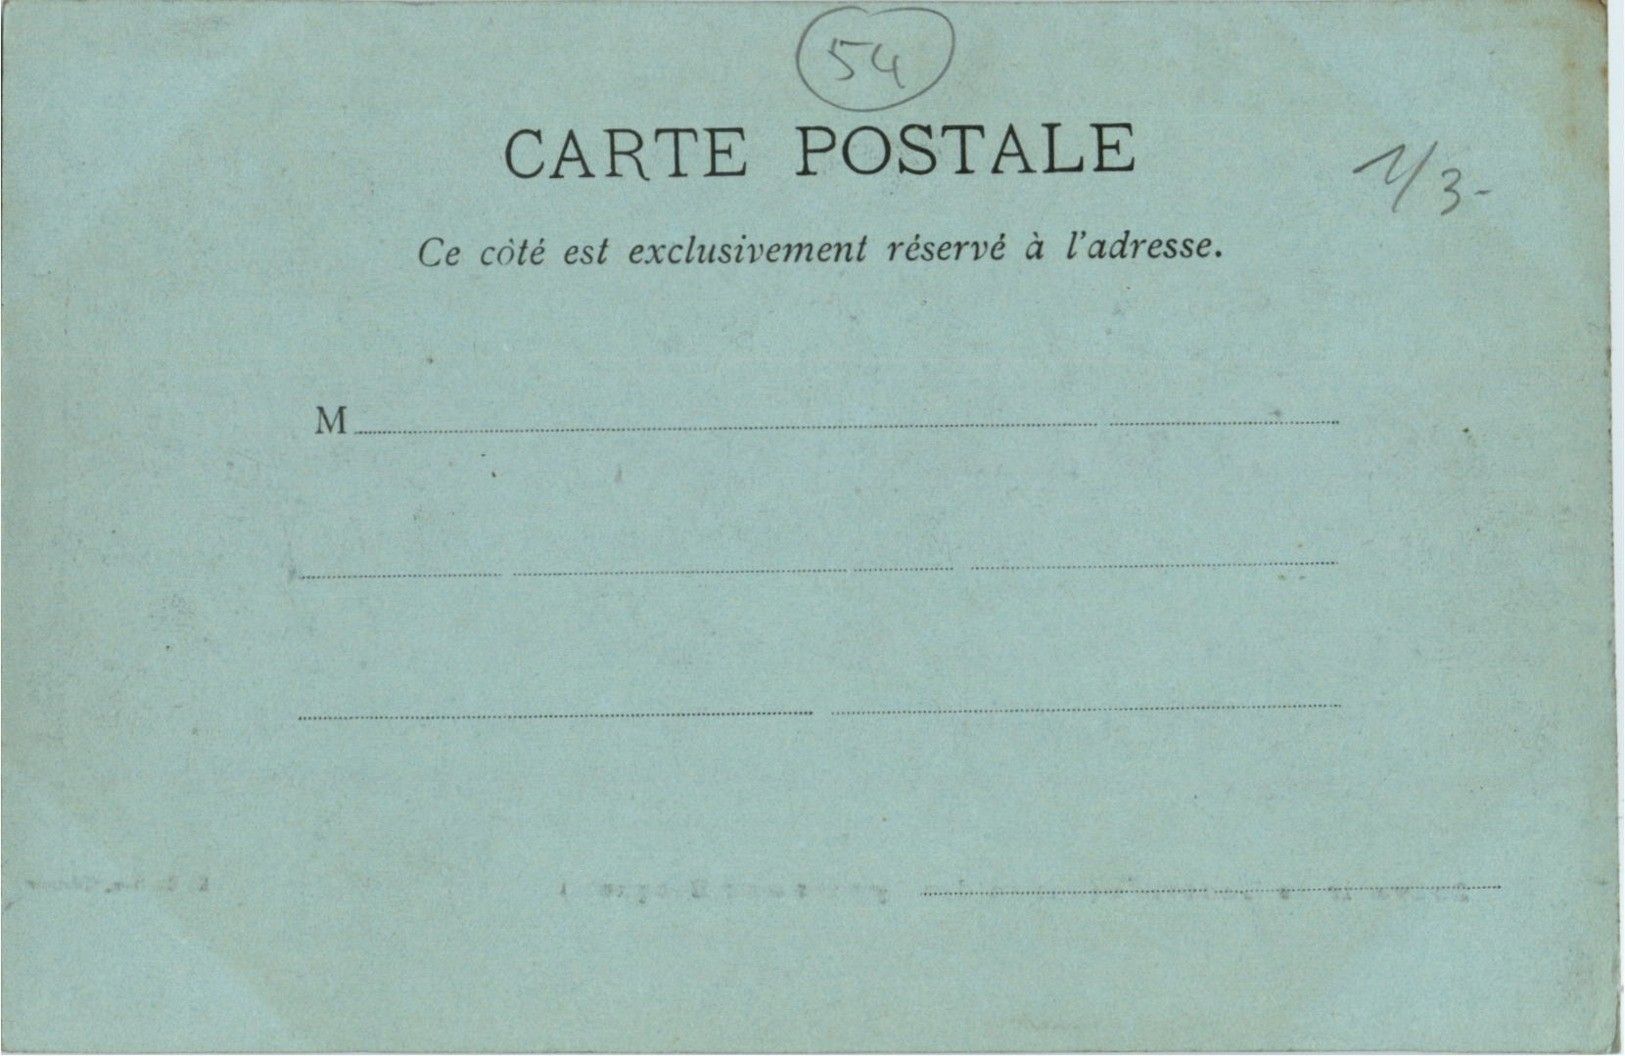 54
CARTE POSTALE
1/3-
Ce côté est exclusivement réservé à l'adresse.
M